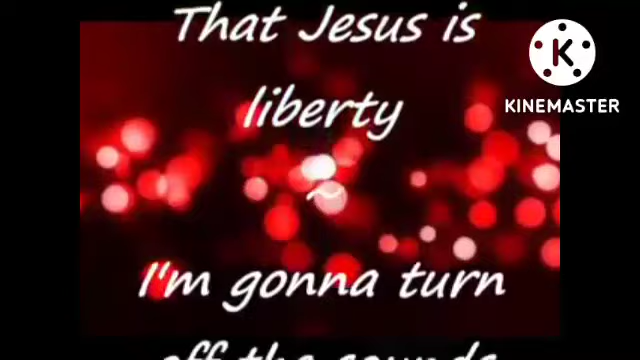 That Jesus is
liberty
~
I'm gonna turn
off the sounds
KINEMASTER